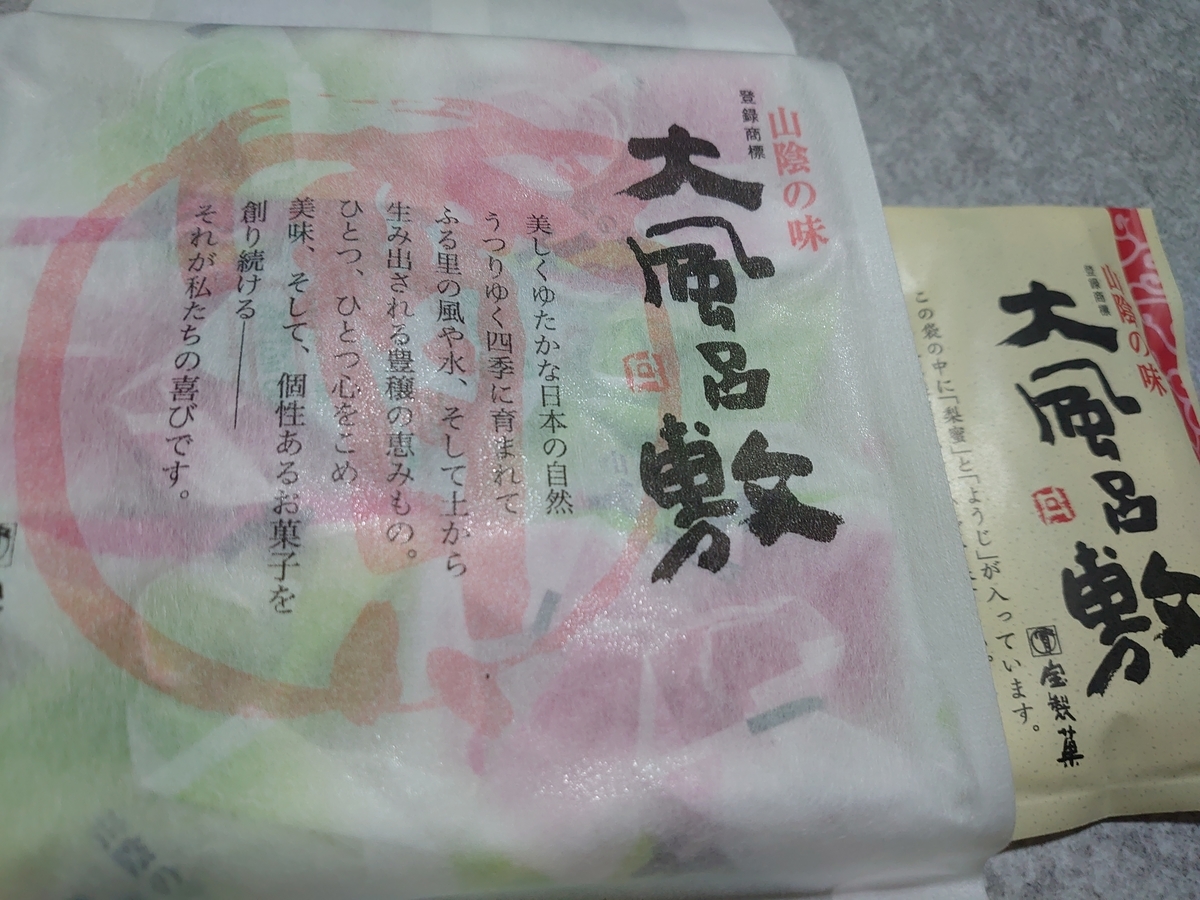 山陰の味
登録商標
大風呂敷
美しくゆたかな日本の自然
うつりゆく四季に育まれて
ふる里の風や水、そして土から
生み出される豊穣の恵みもの。
ひとつ、ひとつ心をこめ
美味、そして、個性あるお菓子を
創り続ける――
それが私たちの喜びです。
山陰の味
登録商標
大風呂敷
寳 宝製菓
この袋の中に「梨蜜」と「ようじ」が入っています。